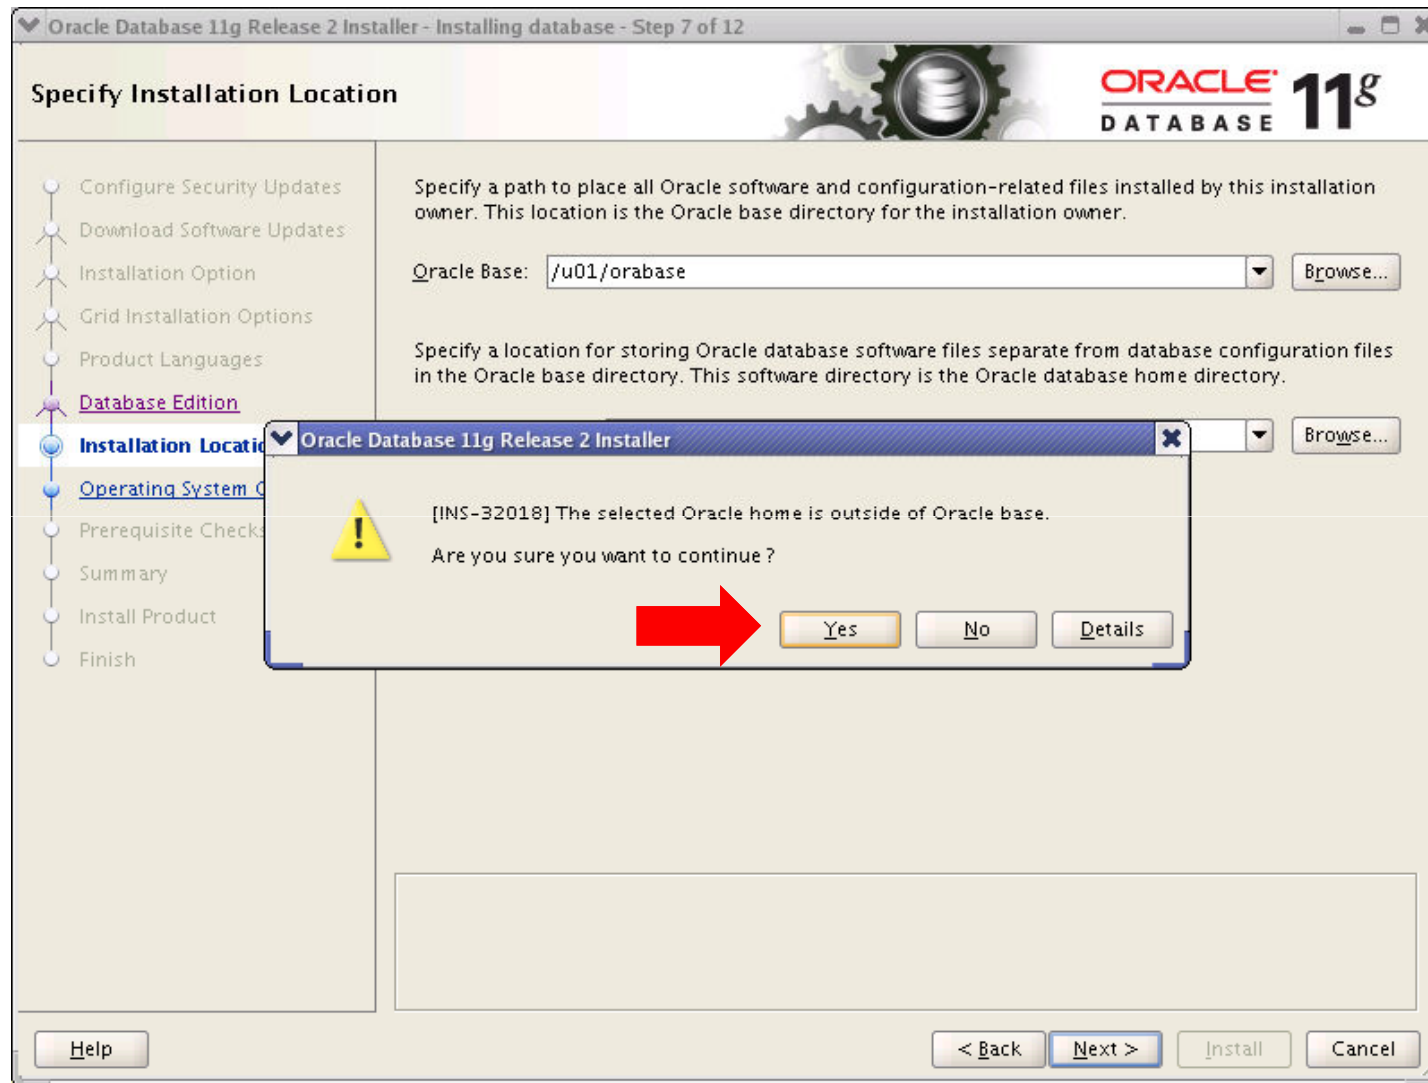 Oracle Database 11g Release 2 Installer - Installing database - Step 7 of 12
Specify Installation Location
ORACLE
DATABASE
11g
Configure Security Updates
Download Software Updates
Installation Option
Grid Installation Options
Product Languages
Database Edition
Installation Locatio
Operating System
Prerequisite Checks
Summary
Install Product
Finish
Specify a path to place all Oracle software and configuration-related files installed by this installation
owner. This location is the Oracle base directory for the installation owner.
Oracle Base: /u01/orabase Browse...
Specify a location for storing Oracle database software files separate from database configuration files
in the Oracle base directory. This software directory is the Oracle database home directory.
Browse...
Oracle Database 11g Release 2 Installer
[INS-32018] The selected Oracle home is outside of Oracle base.
Are you sure you want to continue?
Yes No Details
Help < Back Next > Install Cancel